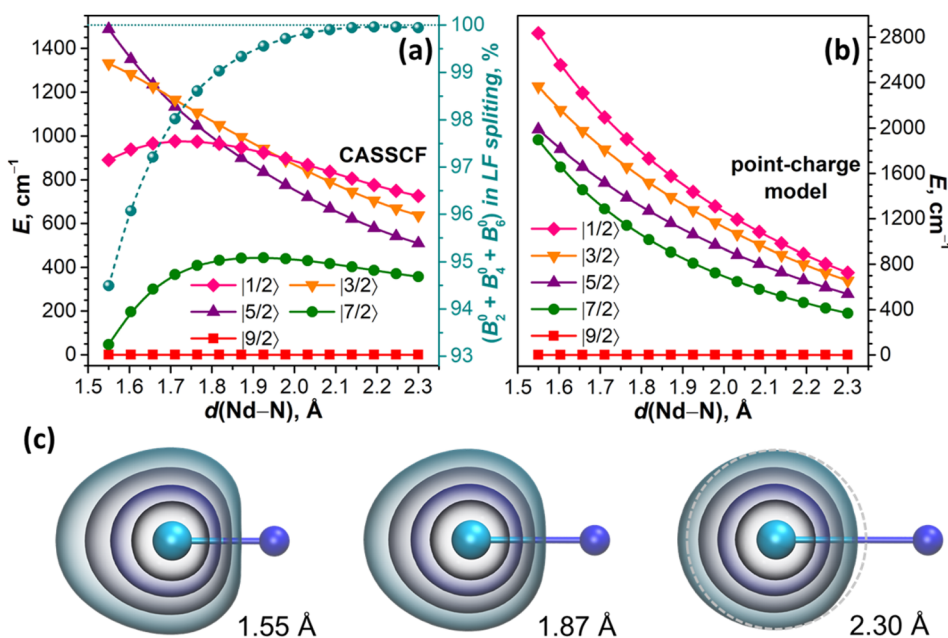 (a)
1400
1200
1000
800
600
400
200
0
E, cm⁻¹
CASSCF
|1/2⟩
|3/2⟩
|5/2⟩
|7/2⟩
|9/2⟩
1.5 1.6 1.7 1.8 1.9 2.0 2.1 2.2 2.3
d(Nd–N), Å
100
99
98
97
96
95
94
93
(B⁰₂ + B⁰₄ + B⁰₆) in LF spliting, %
(b)
point-charge
model
|1/2⟩
|3/2⟩
|5/2⟩
|7/2⟩
|9/2⟩
1.5 1.6 1.7 1.8 1.9 2.0 2.1 2.2 2.3
d(Nd–N), Å
2800
2400
2000
1600
1200
800
400
0
E, cm⁻¹
(c)
1.55 Å
1.87 Å
2.30 Å